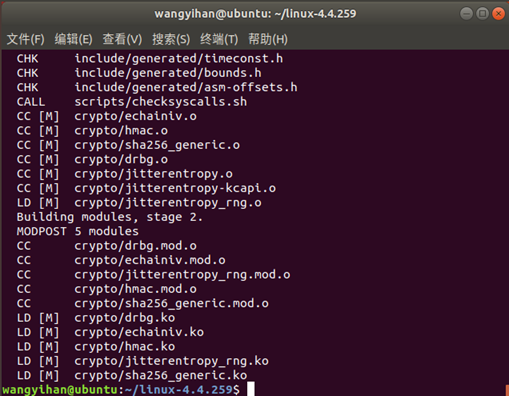 wangyihan@ubuntu: ~/linux-4.4.259
文件(F) 编辑(E) 查看(V) 搜索(S) 终端(T) 帮助(H)
CHK     include/generated/timeconst.h
CHK     include/generated/bounds.h
CHK     include/generated/asm-offsets.h
CALL    scripts/checksyscalls.sh
CC [M]  crypto/echainiv.o
CC [M]  crypto/hmac.o
CC [M]  crypto/sha256_generic.o
CC [M]  crypto/drbg.o
CC [M]  crypto/jitterentropy.o
CC [M]  crypto/jitterentropy-kcapi.o
LD [M]  crypto/jitterentropy_rng.o
Building modules, stage 2.
MODPOST 5 modules
CC      crypto/drbg.mod.o
CC      crypto/echainiv.mod.o
CC      crypto/jitterentropy_rng.mod.o
CC      crypto/hmac.mod.o
CC      crypto/sha256_generic.mod.o
LD [M]  crypto/drbg.ko
LD [M]  crypto/echainiv.ko
LD [M]  crypto/hmac.ko
LD [M]  crypto/jitterentropy_rng.ko
LD [M]  crypto/sha256_generic.ko
wangyihan@ubuntu:~/linux-4.4.259$